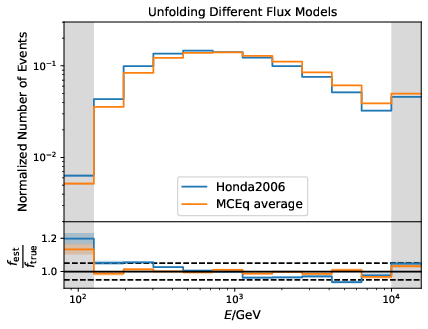 Unfolding Different Flux Models
Normalized Number of Events
10⁻¹
10⁻²
Honda2006
MCEq average
f_est / f_true
1.2
1.0
10² 10³ 10⁴
E/GeV